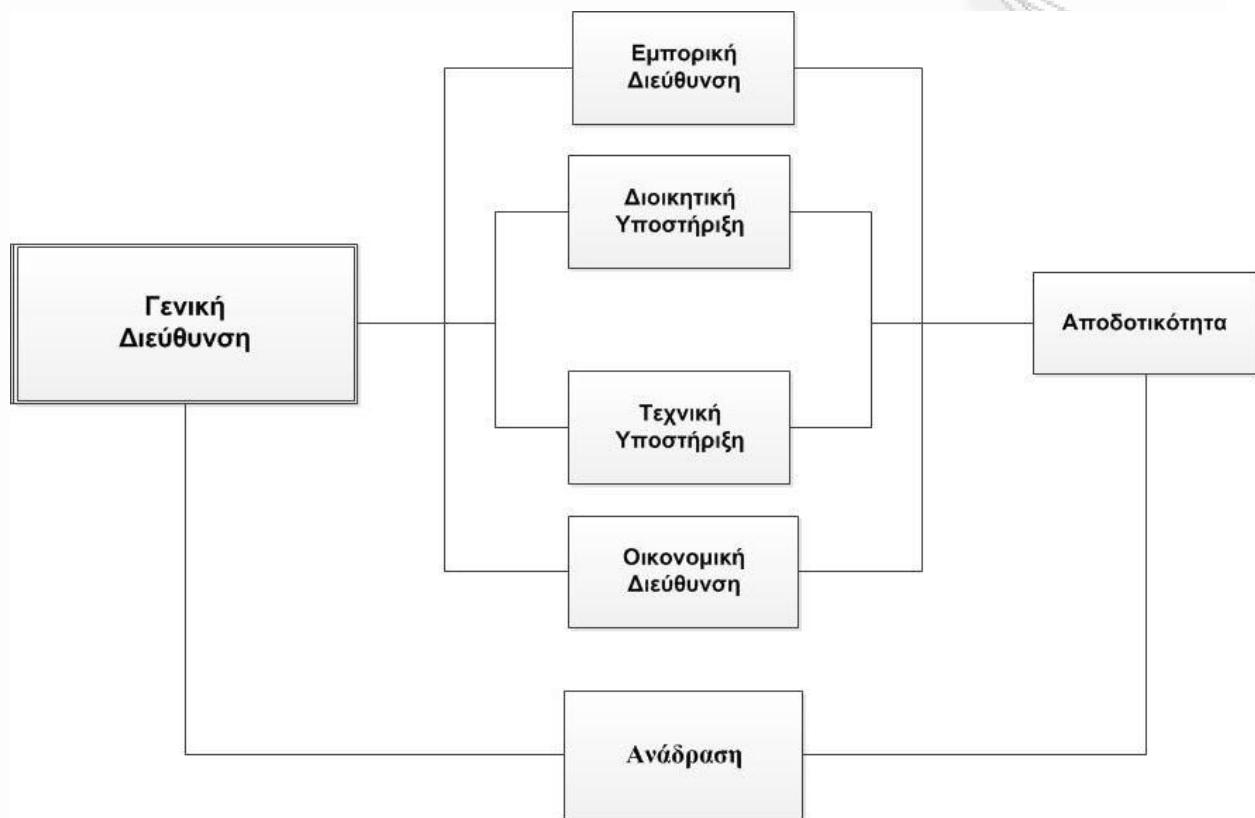 Εμπορική
Διεύθυνση
Διοικητική
Υποστήριξη
Γενική
Διεύθυνση
Αποδοτικότητα
Τεχνική
Υποστήριξη
Οικονομική
Διεύθυνση
Ανάδραση